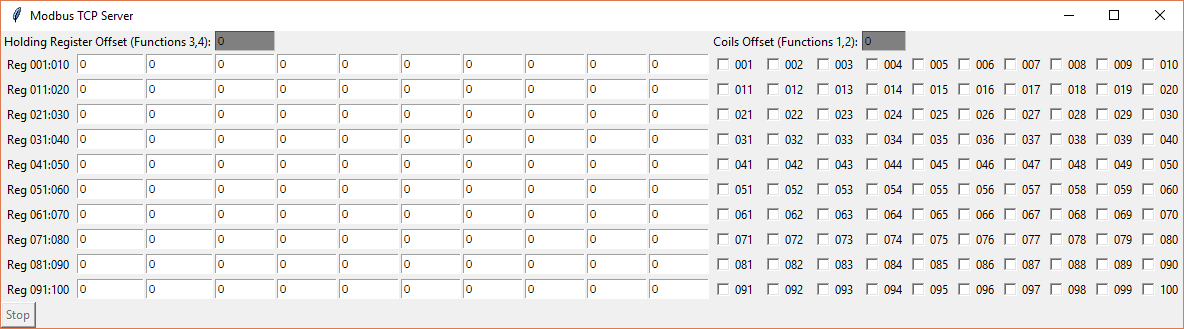 Modbus TCP Server
Holding Register Offset (Functions 3,4): 0 Coils Offset (Functions 1,2): 0
Reg 001:010 0 0 0 0 0 0 0 0 0 0 001 002 003 004 005 006 007 008 009 010
Reg 011:020 0 0 0 0 0 0 0 0 0 0 011 012 013 014 015 016 017 018 019 020
Reg 021:030 0 0 0 0 0 0 0 0 0 0 021 022 023 024 025 026 027 028 029 030
Reg 031:040 0 0 0 0 0 0 0 0 0 0 031 032 033 034 035 036 037 038 039 040
Reg 041:050 0 0 0 0 0 0 0 0 0 0 041 042 043 044 045 046 047 048 049 050
Reg 051:060 0 0 0 0 0 0 0 0 0 0 051 052 053 054 055 056 057 058 059 060
Reg 061:070 0 0 0 0 0 0 0 0 0 0 061 062 063 064 065 066 067 068 069 070
Reg 071:080 0 0 0 0 0 0 0 0 0 0 071 072 073 074 075 076 077 078 079 080
Reg 081:090 0 0 0 0 0 0 0 0 0 0 081 082 083 084 085 086 087 088 089 090
Reg 091:100 0 0 0 0 0 0 0 0 0 0 091 092 093 094 095 096 097 098 099 100
Stop